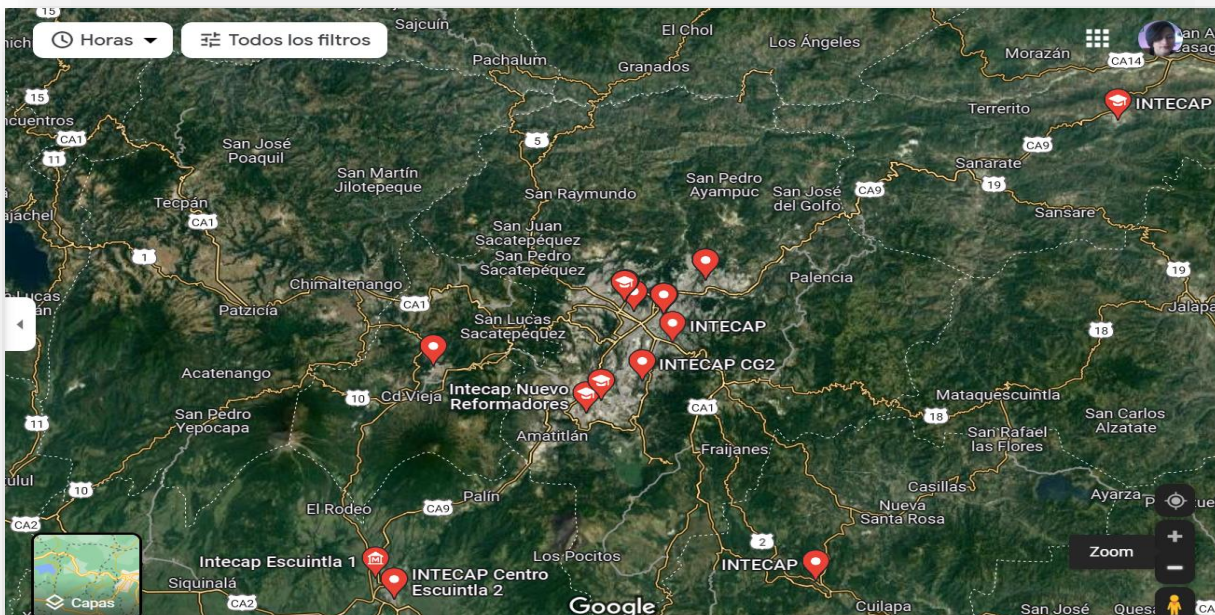 15
Sajcuín
El Chol
Horas
Todos los filtros
Los Ángeles
Morazán
CA14
Pachalum
Granados
15
Terrerito
INTECAP
CA1
5
CA9
11
San José
Poaquil
Sanarate
San Martín
Jilotepeque
San Pedro
Ayampuc
19
San Raymundo
San José
del Golfo
CA9
Tecpán
Sansare
CA1
San Juan
Sacatepéquez
1
San Pedro
Sacatepéquez
19
Palencia
Chimaltenango
CA1
Patzicía
San Lucas
Sacatepéquez
INTECAP
18
INTECAP CG2
Acatenango
Intecap Nuevo
Reformadores
Cd Vieja
10
Mataquescuintla
CA1
San Pedro
Yepocapa
18
San Carlos
Alzatate
11
Amatitlán
San Rafael
las Flores
Fraijanes
10
Casillas
Palín
Ayarza
El Rodeo
CA9
Nueva
Santa Rosa
CA2
2
Zoom
Los Pocitos
Intecap Escuintla 1
INTECAP
INTECAP Centro
Escuintla 2
Siquinalá
Capas
CA2
Google
Cuilapa
San José